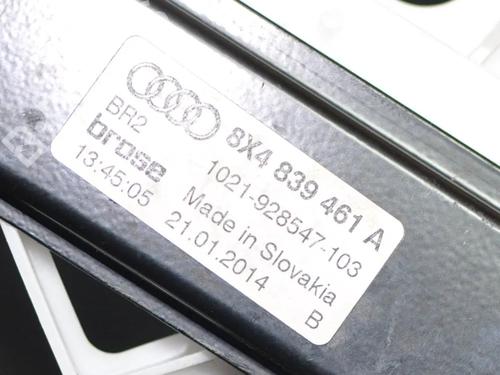 8X4 839 461 A
BR2
1021-928547-103
brose
Made in Slovakia
13:45:05
21.01.2014
B